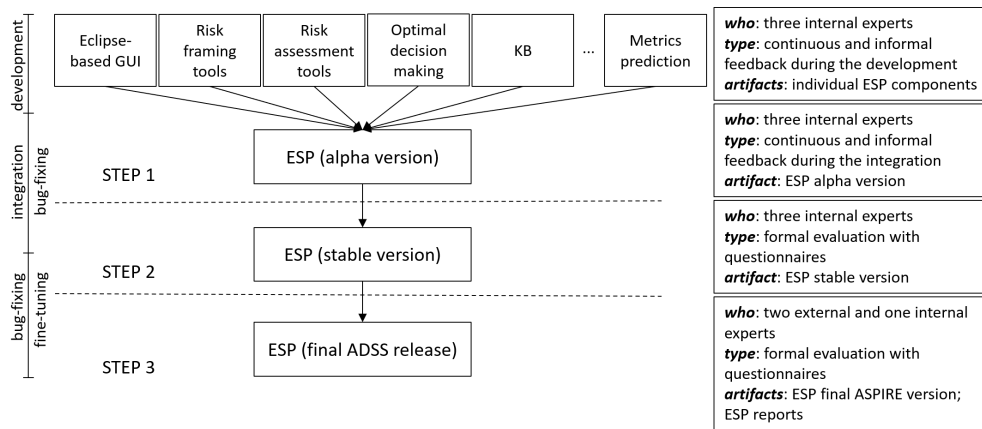 development
Eclipse-
based GUI
Risk
framing
tools
Risk
assessment
tools
Optimal
decision
making
KB
...
Metrics
prediction
who: three internal experts
type: continuous and informal
feedback during the development
artifacts: individual ESP components
integration
bug-fixing
STEP 1
ESP (alpha version)
who: three internal experts
type: continuous and informal
feedback during the integration
artifact: ESP alpha version
bug-fixing
fine-tuning
STEP 2
ESP (stable version)
who: three internal experts
type: formal evaluation with
questionnaires
artifact: ESP stable version
STEP 3
ESP (final ADSS release)
who: two external and one internal
experts
type: formal evaluation with
questionnaires
artifacts: ESP final ASPIRE version;
ESP reports